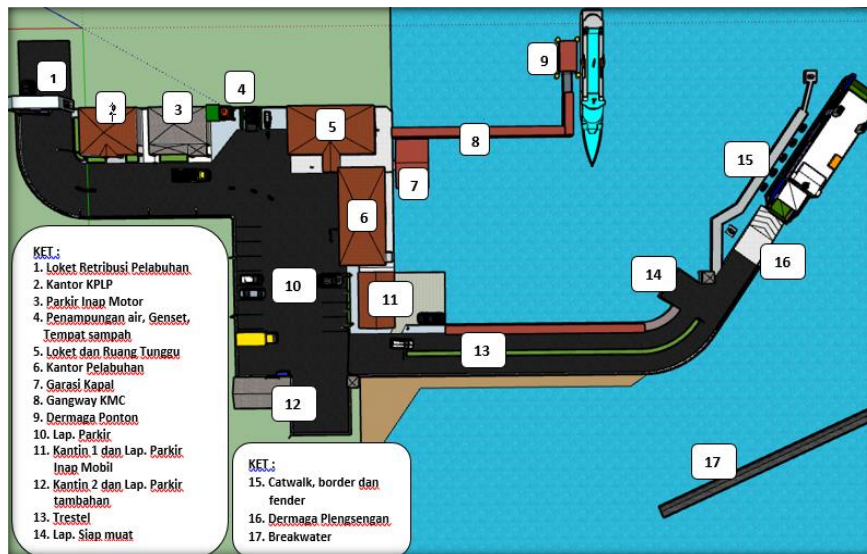 1
2
3
4
5
6
7
8
9
10
11
12
13
14
15
16
17
KET :
1. Loket Retribusi Pelabuhan
2. Kantor KPLP
3. Parkir Inap Motor
4. Penampungan air, Genset,
Tempat sampah
5. Loket dan Ruang Tunggu
6. Kantor Pelabuhan
7. Garasi Kapal
8. Gangway KMC
9. Dermaga Ponton
10. Lap. Parkir
11. Kantin 1 dan Lap. Parkir
Inap Mobil
12. Kantin 2 dan Lap. Parkir
tambahan
13. Trestel
14. Lap. Siap muat
KET :
15. Catwalk, border dan
fender
16. Dermaga Plengsengan
17. Breakwater